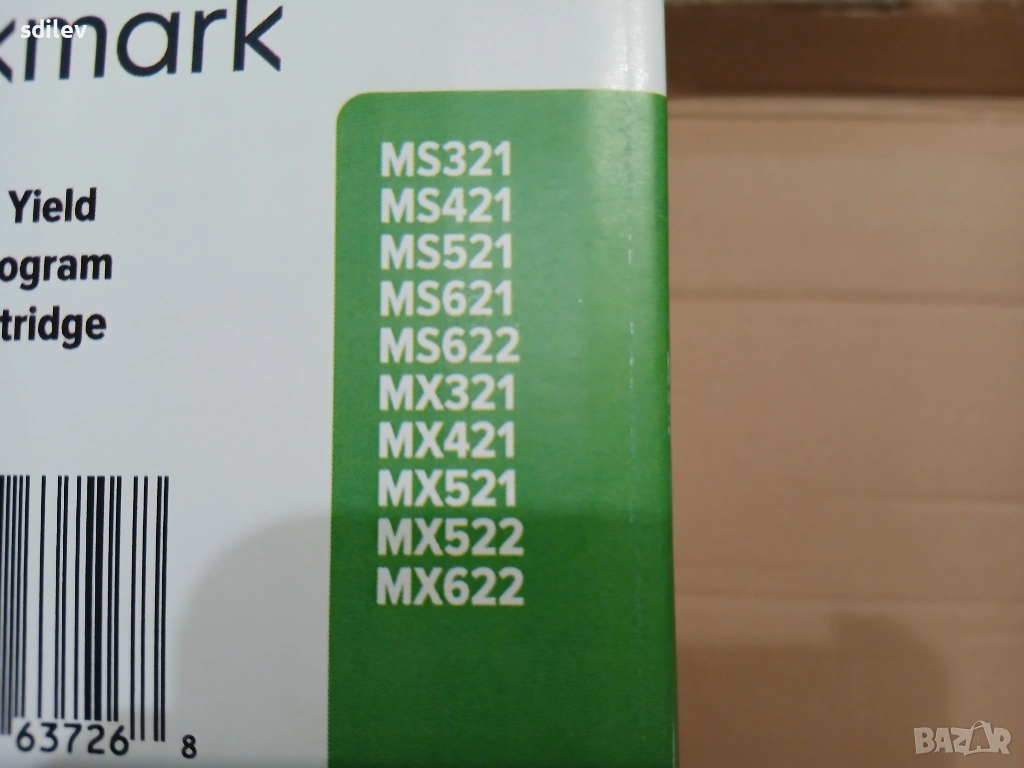 sdilev
xmark
Yield
ogram
tridge
MS321
MS421
MS521
MS621
MS622
MX321
MX421
MX521
MX522
MX622
63726 8
BAZAR